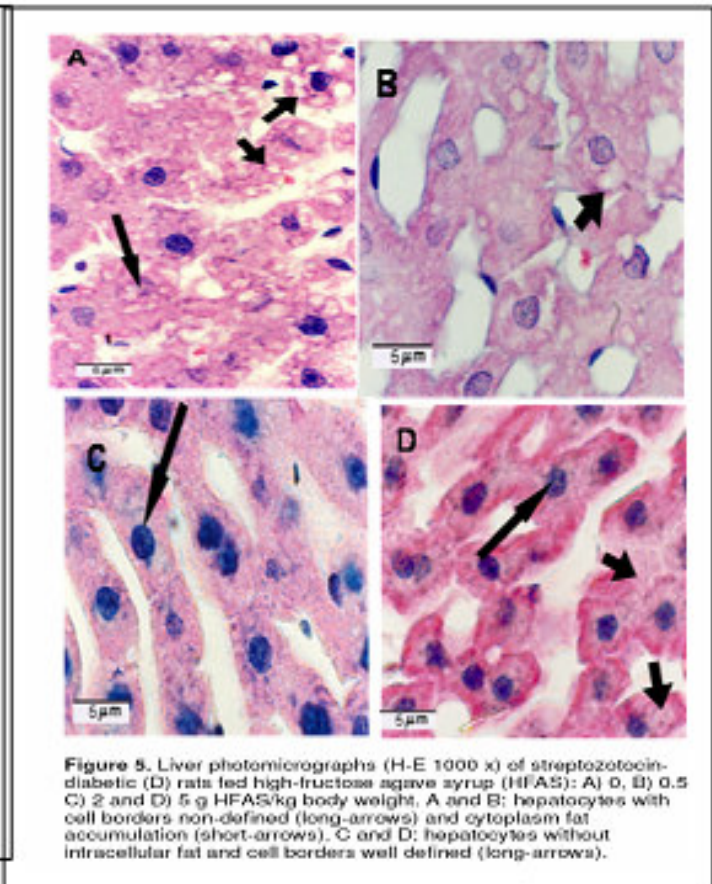 A
B
5µm
5µm
C
D
5µm
5µm
Figure 5. Liver photomicrographs (H-E 1000 x) of streptozotocin-
diabetic (D) rats fed high-fructose agave syrup (HFAS): A) 0, B) 0.5
C) 2 and D) 5 g HFAS/kg body weight. A and B: hepatocytes with
cell borders non-defined (long-arrows) and cytoplasm fat
accumulation (short-arrows). C and D: hepatocytes without
intracellular fat and cell borders well defined (long-arrows).